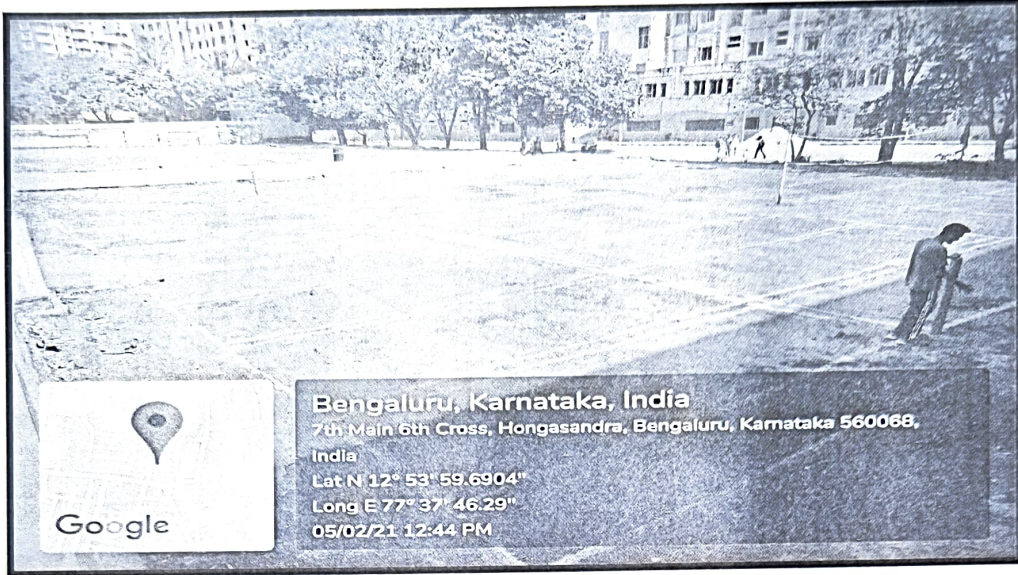 Bengaluru, Karnataka, India
7th Main 6th Cross, Hongasandra, Bengaluru, Karnataka 560068,
India
Lat N 12° 53' 59.6904"
Long E 77° 37' 46.29"
05/02/21 12:44 PM
Google